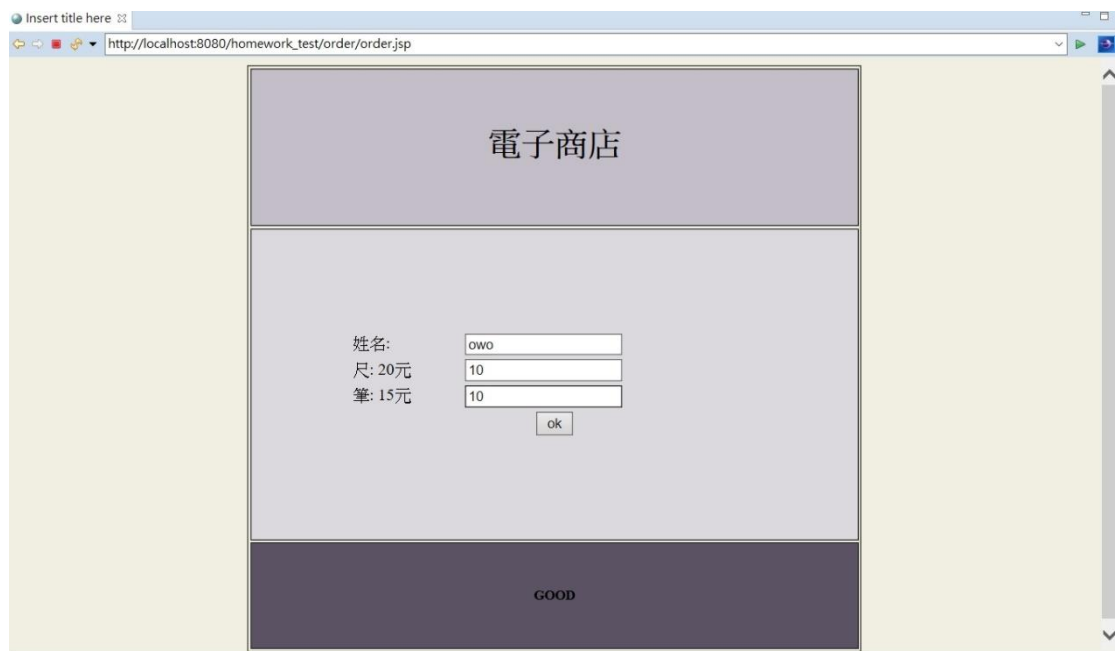 Insert title here
http://localhost:8080/homework_test/order/order.jsp
電子商店
姓名: owo
尺: 20元 10
筆: 15元 10
ok
GOOD